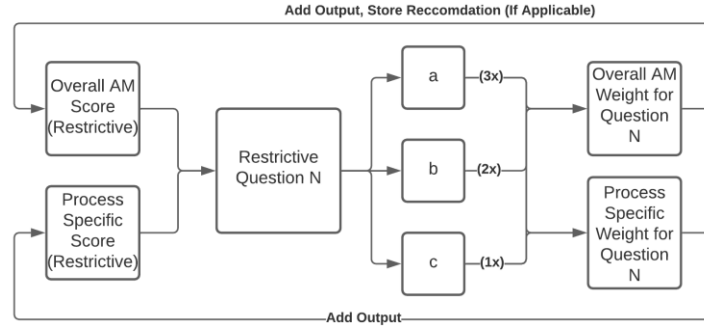 Add Output, Store Reccomdation (If Applicable)
Overall AM
Score
(Restrictive)
Process
Specific
Score
(Restrictive)
Restrictive
Question N
a
(3x)
b
(2x)
c
(1x)
Overall AM
Weight for
Question
N
Process
Specific
Weight for
Question
N
Add Output